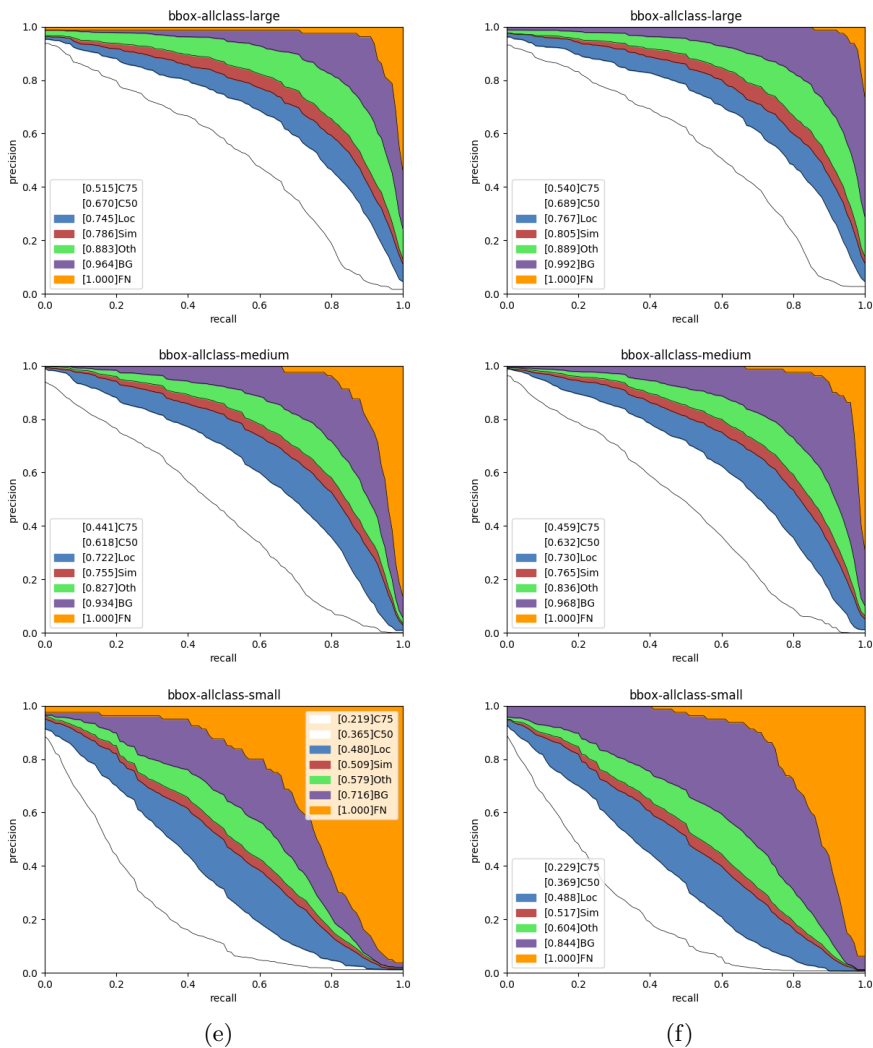 bbox-allclass-large
1.0
0.8
0.6
0.4
0.2
0.0
precision
[0.515]C75
[0.670]C50
[0.745]Loc
[0.786]Sim
[0.883]Oth
[0.964]BG
[1.000]FN
0.0 0.2 0.4 0.6 0.8 1.0
recall
bbox-allclass-large
1.0
0.8
0.6
0.4
0.2
0.0
precision
[0.540]C75
[0.689]C50
[0.767]Loc
[0.805]Sim
[0.889]Oth
[0.992]BG
[1.000]FN
0.0 0.2 0.4 0.6 0.8 1.0
recall
bbox-allclass-medium
1.0
0.8
0.6
0.4
0.2
0.0
precision
[0.441]C75
[0.618]C50
[0.722]Loc
[0.755]Sim
[0.827]Oth
[0.934]BG
[1.000]FN
0.0 0.2 0.4 0.6 0.8 1.0
recall
bbox-allclass-medium
1.0
0.8
0.6
0.4
0.2
0.0
precision
[0.459]C75
[0.632]C50
[0.730]Loc
[0.765]Sim
[0.836]Oth
[0.968]BG
[1.000]FN
0.0 0.2 0.4 0.6 0.8 1.0
recall
bbox-allclass-small
1.0
0.8
0.6
0.4
0.2
0.0
precision
[0.219]C75
[0.365]C50
[0.480]Loc
[0.509]Sim
[0.579]Oth
[0.716]BG
[1.000]FN
0.0 0.2 0.4 0.6 0.8 1.0
recall
bbox-allclass-small
1.0
0.8
0.6
0.4
0.2
0.0
precision
[0.229]C75
[0.369]C50
[0.488]Loc
[0.517]Sim
[0.604]Oth
[0.844]BG
[1.000]FN
0.0 0.2 0.4 0.6 0.8 1.0
recall
(e)
(f)